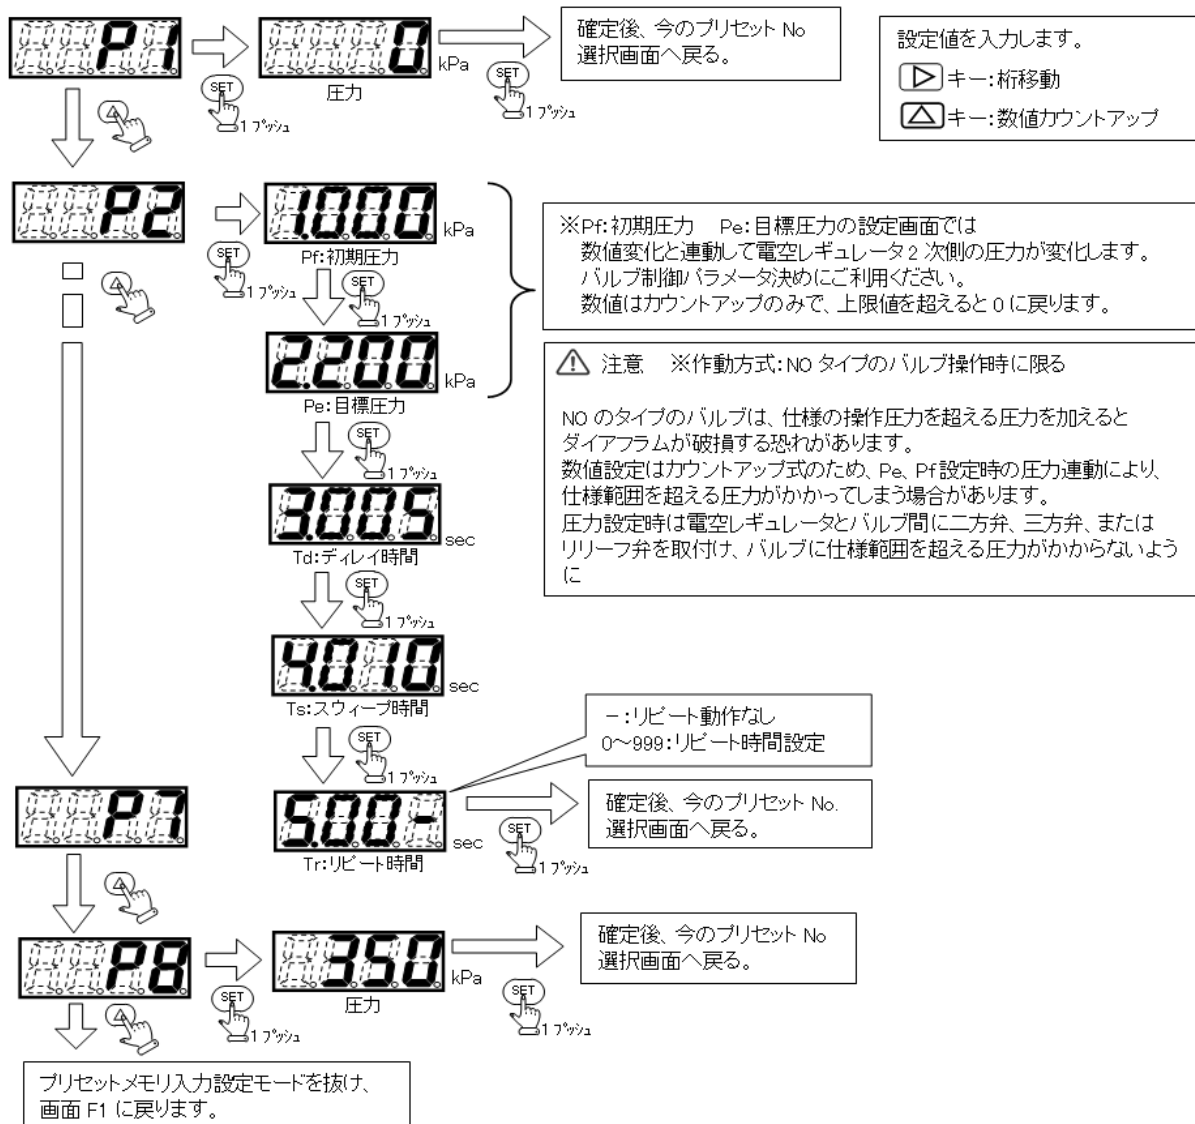 P1
SET
1プッシュ
0
kPa
圧力
SET
1プッシュ
確定後、今のプリセット No
選択画面へ戻る。
設定値を入力します。
▷キー:桁移動
△キー:数値カウントアップ
△
P2
SET
1プッシュ
1.000
kPa
Pf:初期圧力
SET
1プッシュ
2.200
kPa
Pe:目標圧力
※Pf:初期圧力 Pe:目標圧力の設定画面では
数値変化と連動して電空レギュレータ2次側の圧力が変化します。
バルブ制御パラメータ決めにご利用ください。
数値はカウントアップのみで、上限値を超えると0に戻ります。
⚠ 注意 ※作動方式:NO タイプのバルブ操作時に限る
NO のタイプのバルブは、仕様の操作圧力を超える圧力を加えると
ダイアフラムが破損する恐れがあります。
数値設定はカウントアップ式のため、Pe、Pf設定時の圧力連動により、
仕様範囲を超える圧力がかかってしまう場合があります。
圧力設定時は電空レギュレータとバルブ間に二方弁、三方弁、または
リリーフ弁を取付け、バルブに仕様範囲を超える圧力がかからないよう
に
△
SET
1プッシュ
3.005
sec
Td:ディレイ時間
SET
1プッシュ
4.010
sec
Ts:スウィープ時間
SET
1プッシュ
5.00-
sec
Tr:リピート時間
-:リピート動作なし
0~999:リピート時間設定
SET
1プッシュ
確定後、今のプリセット No.
選択画面へ戻る。
P7
△
P8
SET
1プッシュ
350
kPa
圧力
SET
1プッシュ
確定後、今のプリセット No
選択画面へ戻る。
△
プリセットメモリ入力設定モードを抜け、
画面 F1 に戻ります。